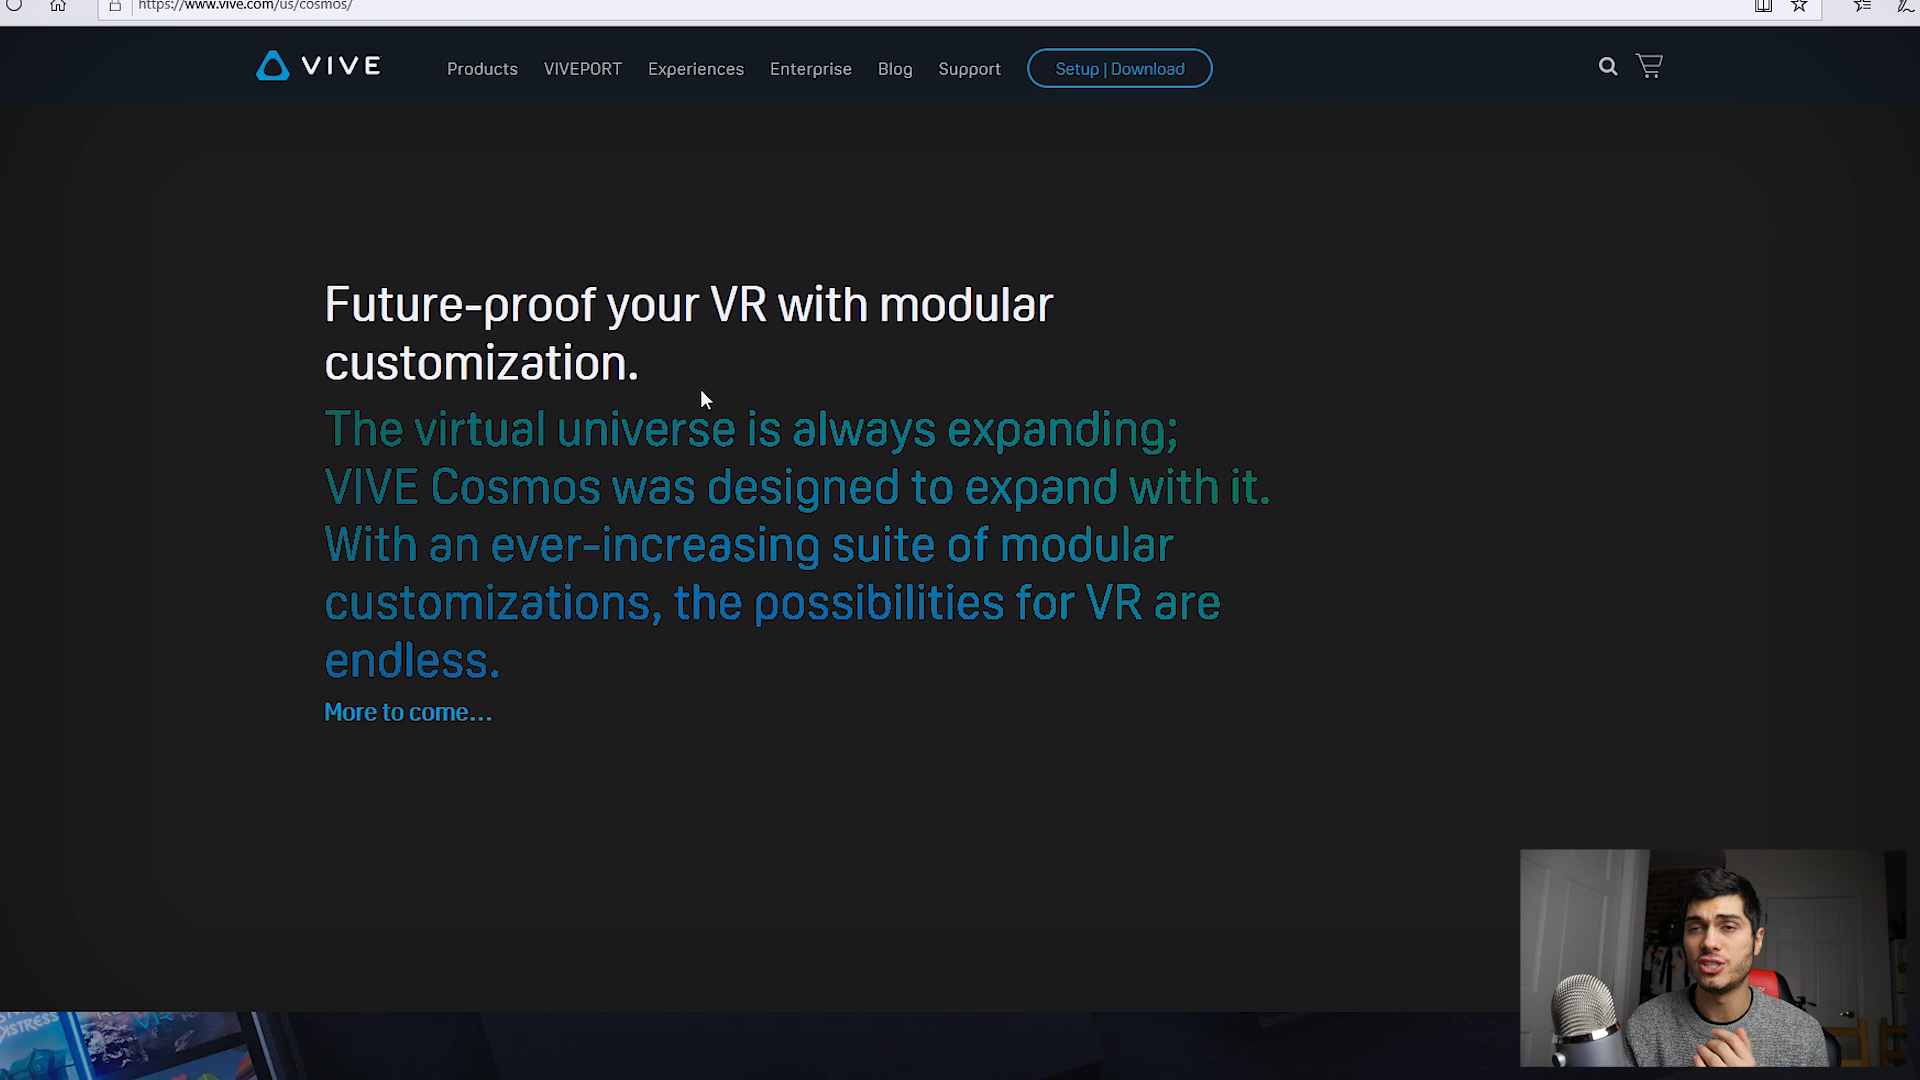 https://www.vive.com/us/cosmos/
VIVE
Products VIVEPORT Experiences Enterprise Blog Support Setup | Download
Future-proof your VR with modular
customization.
The virtual universe is always expanding;
VIVE Cosmos was designed to expand with it.
With an ever-increasing suite of modular
customizations, the possibilities for VR are
endless.
More to come...